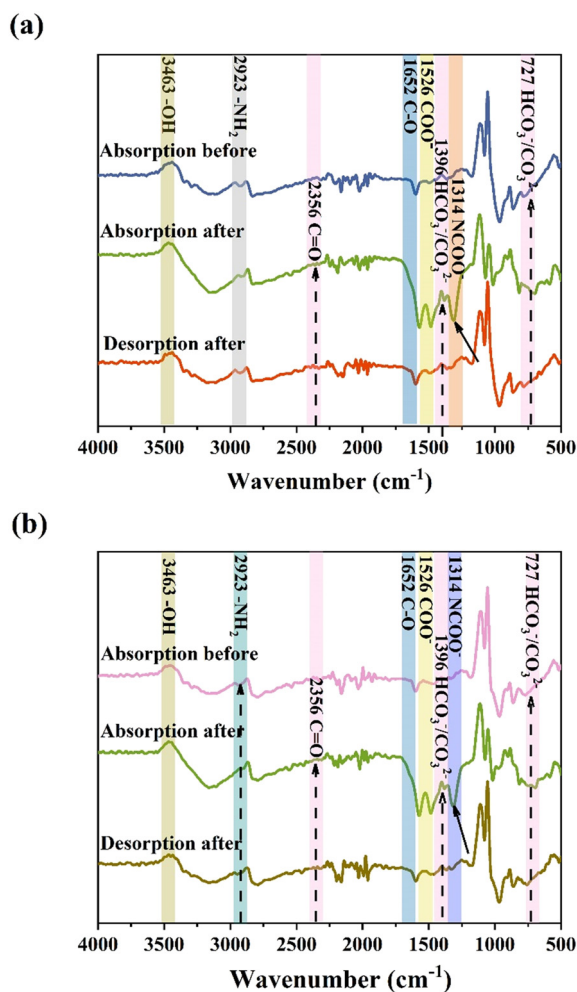 (a)
3463 -OH
2923 -NH₂
2356 C=O
1652 C-O
1526 COO⁻
1396 HCO₃⁻/CO₃²⁻
1314 NCOO⁻
727 HCO₃⁻/CO₃²⁻
Absorption before
Absorption after
Desorption after
4000 3500 3000 2500 2000 1500 1000 500
Wavenumber (cm⁻¹)
(b)
3463 -OH
2923 -NH₂
2356 C=O
1652 C-O
1526 COO⁻
1396 HCO₃⁻/CO₃²⁻
1314 NCOO⁻
727 HCO₃⁻/CO₃²⁻
Absorption before
Absorption after
Desorption after
4000 3500 3000 2500 2000 1500 1000 500
Wavenumber (cm⁻¹)